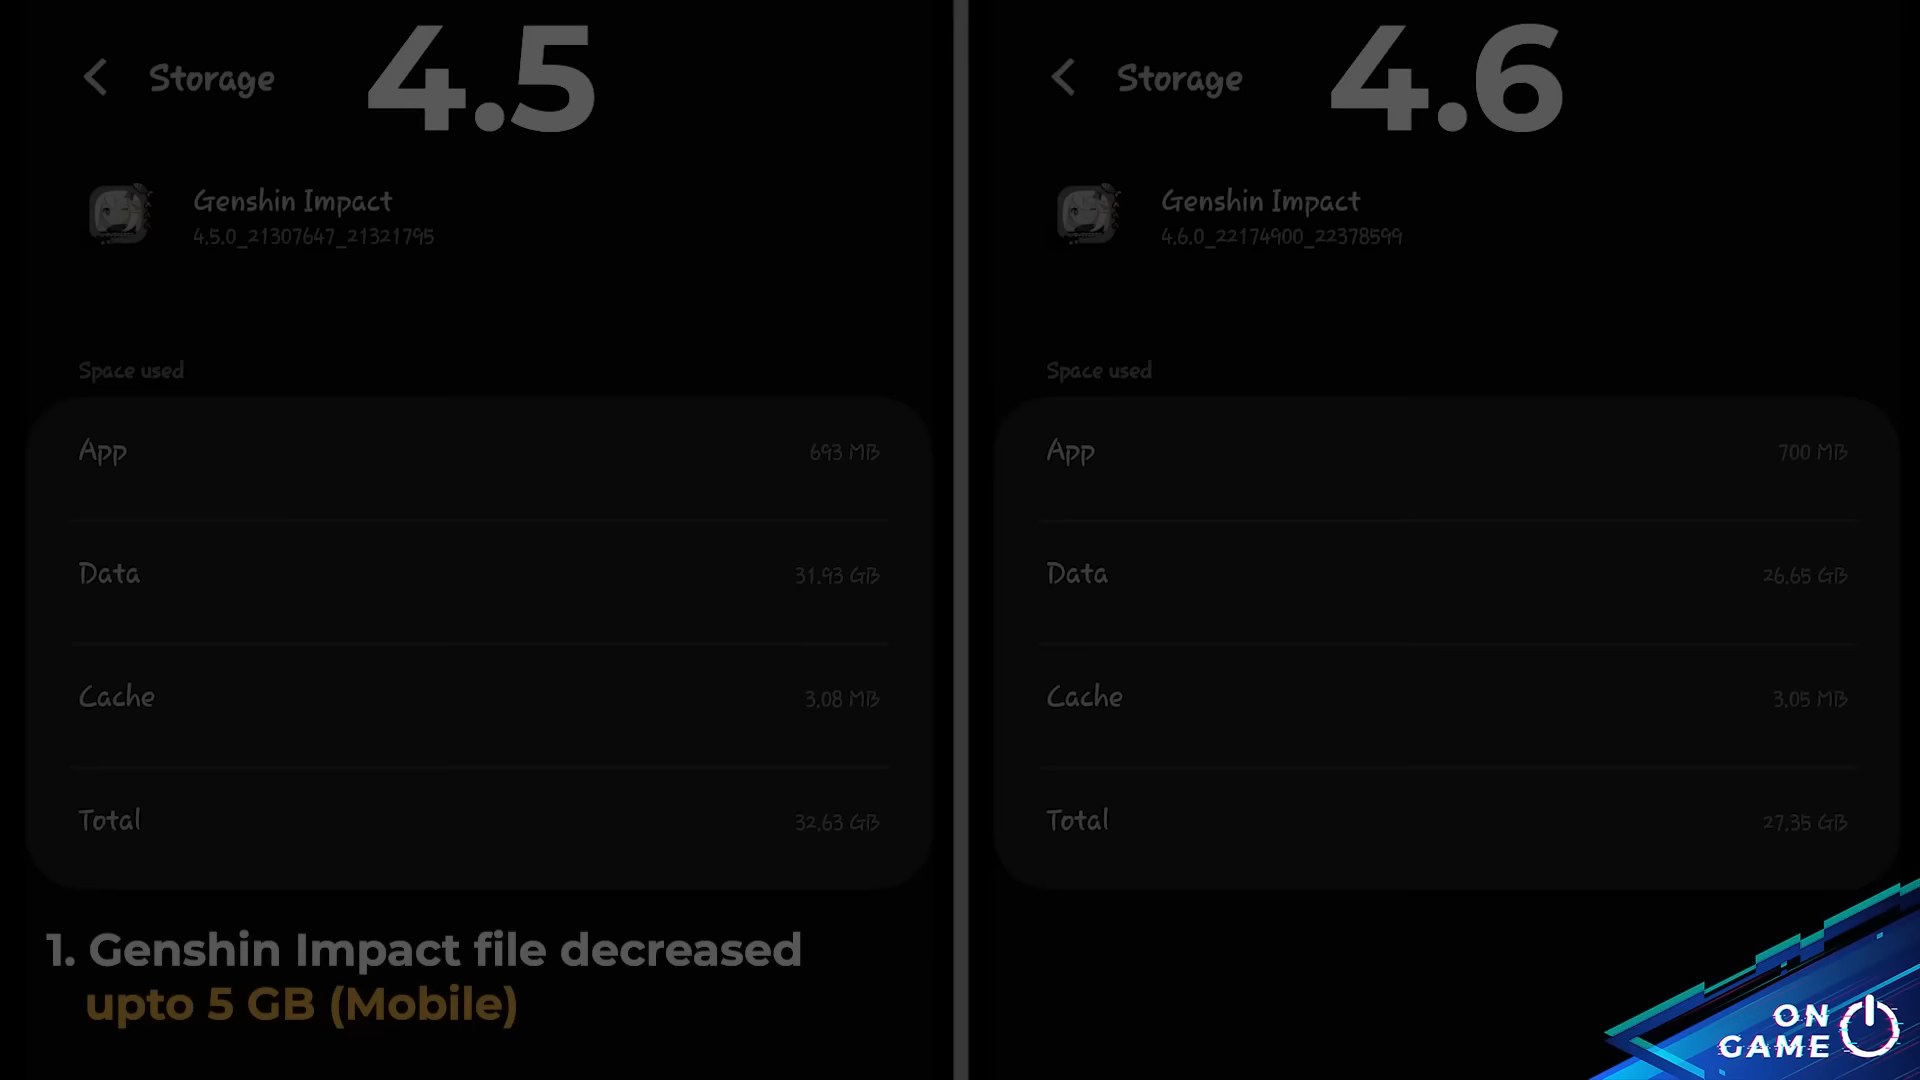 4.5
Storage
Genshin Impact
4.5.0_21307647_21321795
Space used
App
693 MB
Data
31.93 GB
Cache
3.08 MB
Total
32.63 GB
1. Genshin Impact file decreased
upto 5 GB (Mobile)
4.6
Storage
Genshin Impact
4.6.0_22174900_22378599
Space used
App
700 MB
Data
26.65 GB
Cache
3.05 MB
Total
27.35 GB
ON
GAME